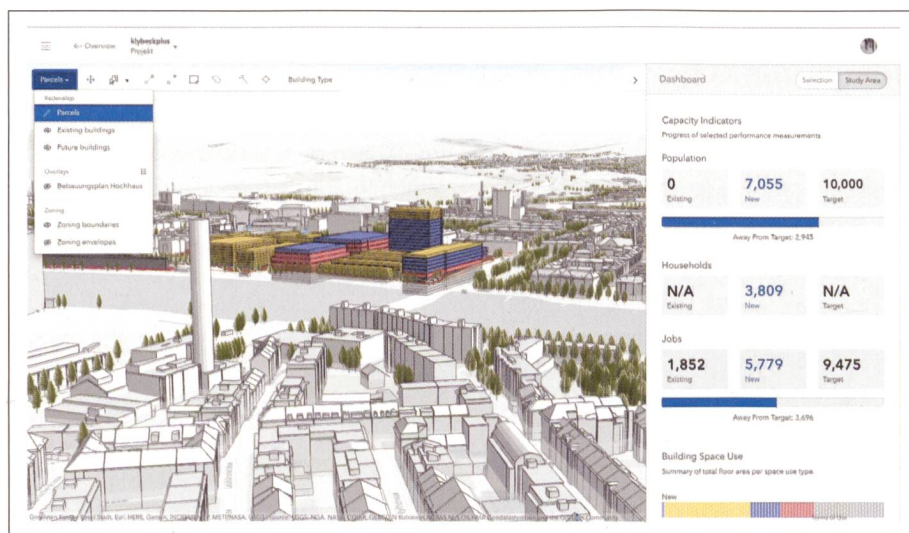 ← Overview
klybeckplus
Projekt
Parcels
Building Type
Redevelop
Parcels
Existing buildings
Future buildings
Overlays
Bebauungsplan Hochhaus
Zoning
Zoning boundaries
Zoning envelopes
Dashboard
Selection
Study Area
Capacity Indicators
Progress of selected performance measurements
Population
0 7,055 10,000
Existing New Target
Away From Target: 2,945
Households
N/A 3,809 N/A
Existing New Target
Jobs
1,852 5,779 9,475
Existing New Target
Away From Target: 3,696
Building Space Use
Summary of total floor area per space use type.
New
Terms of Use